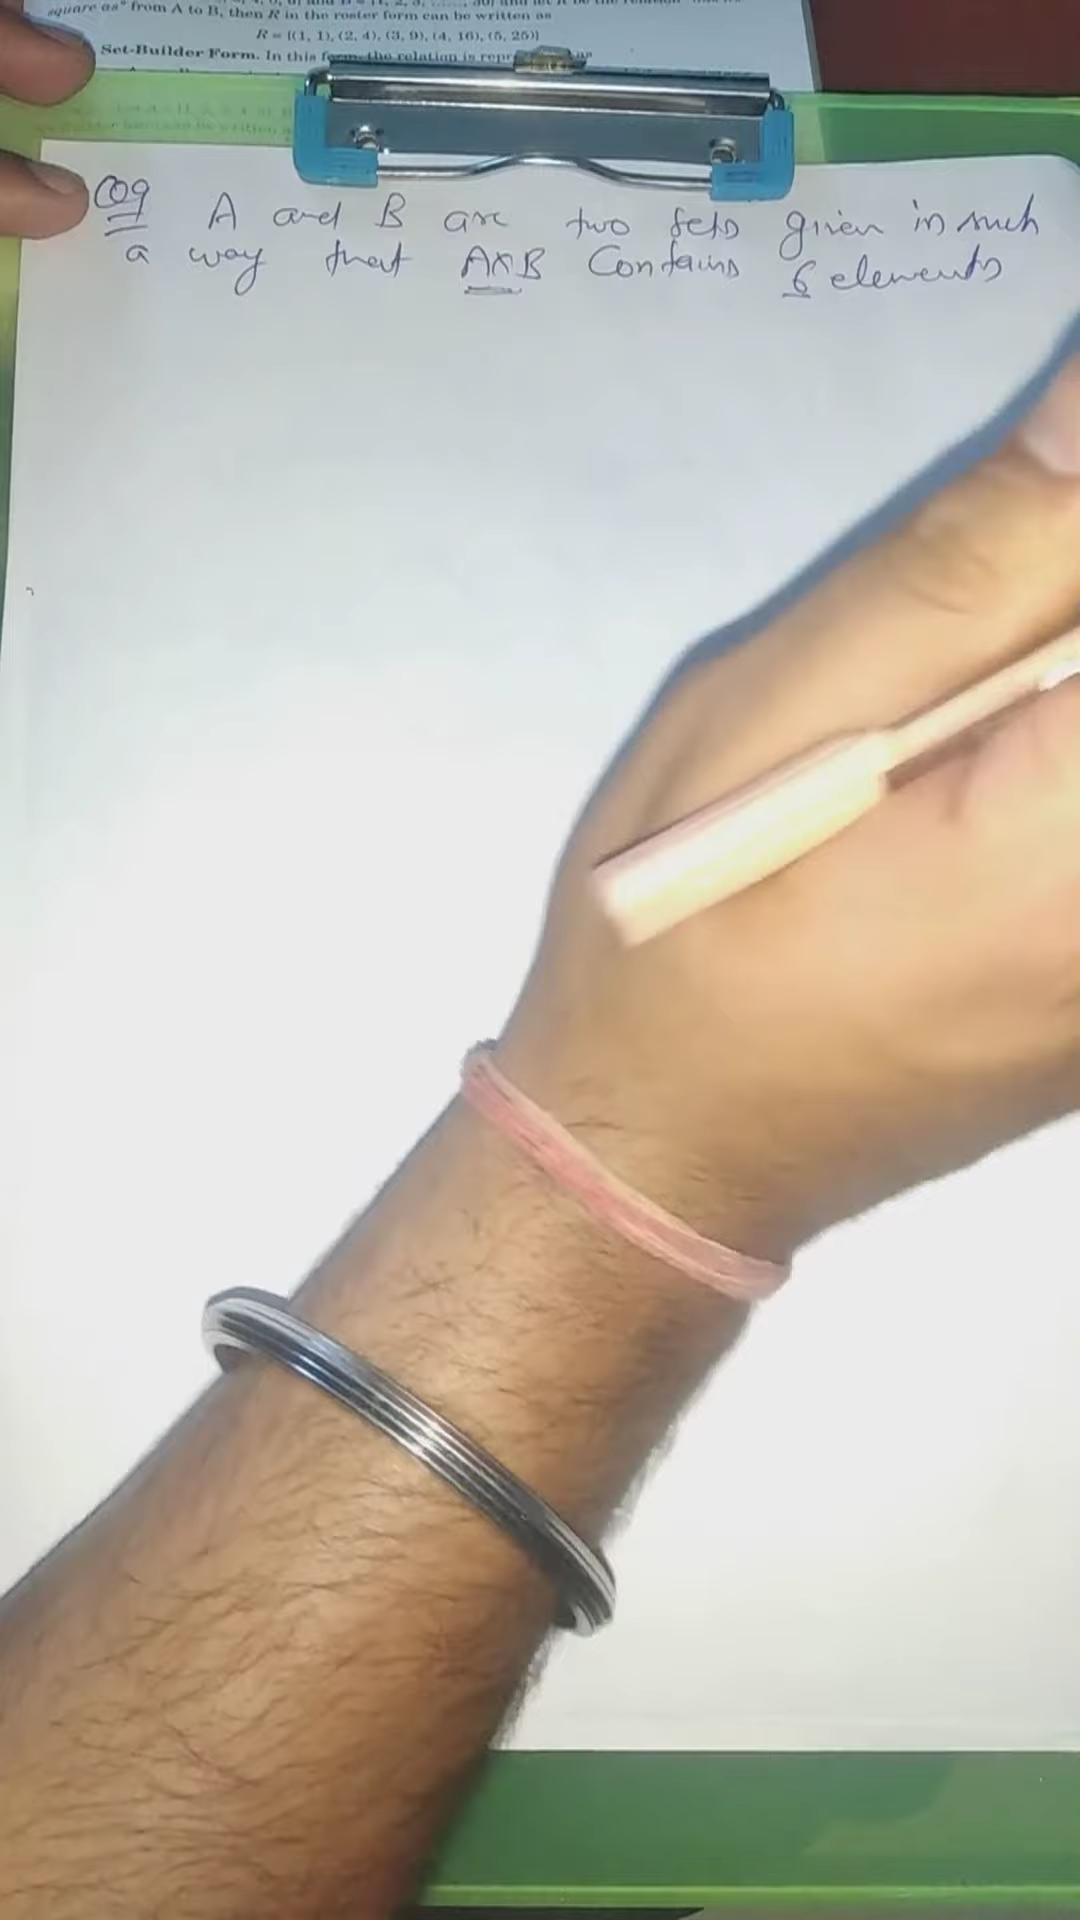 square as" from A to B, then R in the roster form can be written as
R = {(1, 1), (2, 4), (3, 9), (4, 16), (5, 25)}
Set-Builder Form. In this form the relation is
A and B are two sets given in such
a way that A×B Contains 6 elements